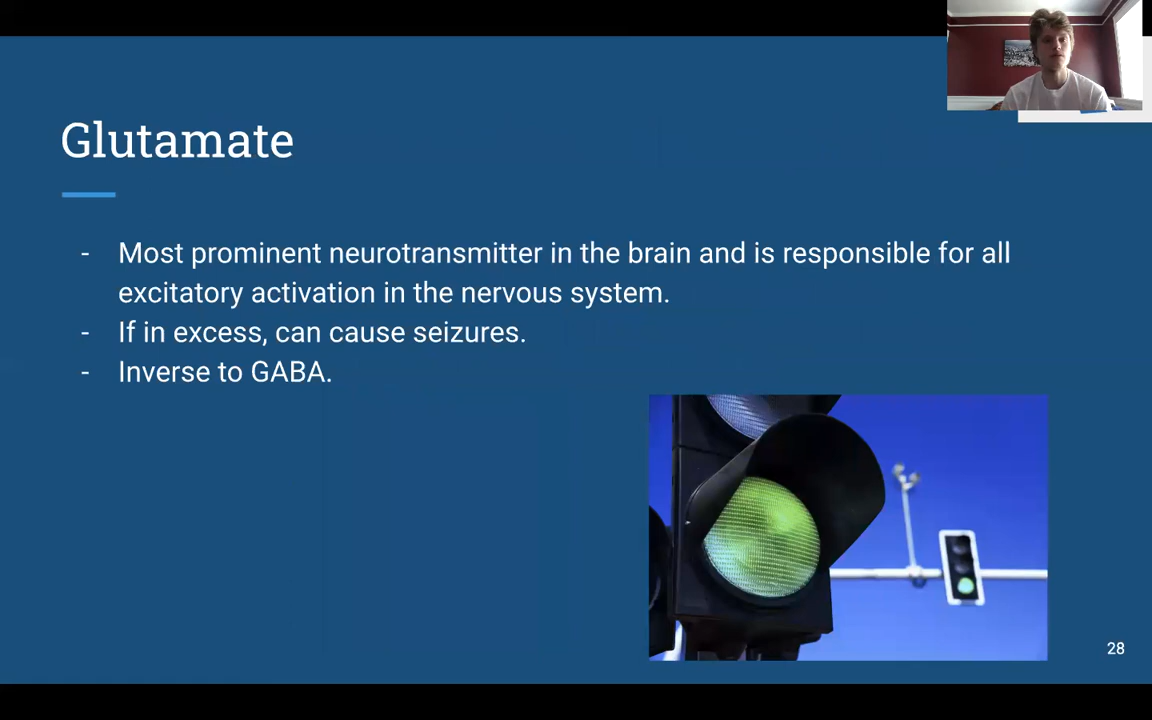 Glutamate
- Most prominent neurotransmitter in the brain and is responsible for all
excitatory activation in the nervous system.
- If in excess, can cause seizures.
- Inverse to GABA.
28